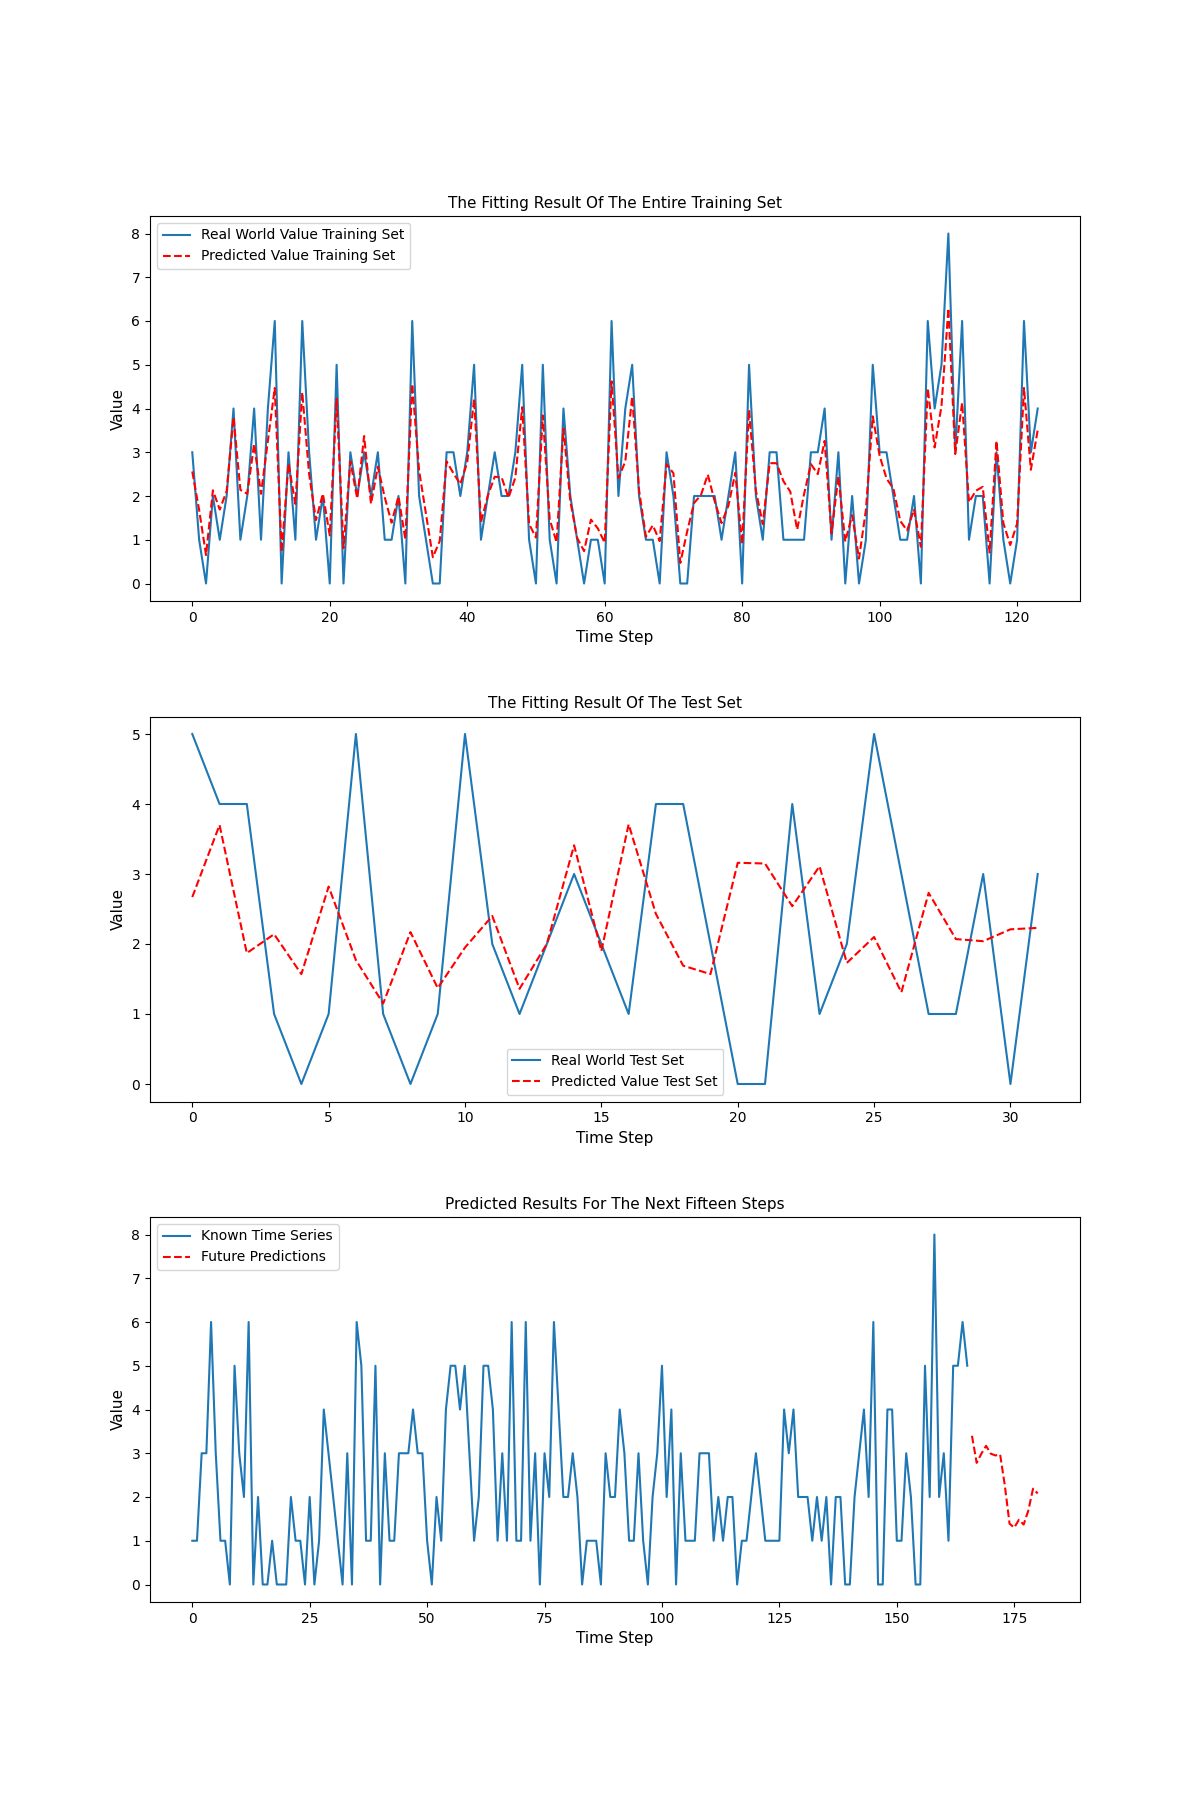 The Fitting Result Of The Entire Training Set
Real World Value Training Set
Predicted Value Training Set
8
7
6
5
4
3
2
1
0
Value
0 20 40 60 80 100 120
Time Step
The Fitting Result Of The Test Set
5
4
3
2
1
0
Value
Real World Test Set
Predicted Value Test Set
0 5 10 15 20 25 30
Time Step
Predicted Results For The Next Fifteen Steps
Known Time Series
Future Predictions
8
7
6
5
4
3
2
1
0
Value
0 25 50 75 100 125 150 175
Time Step